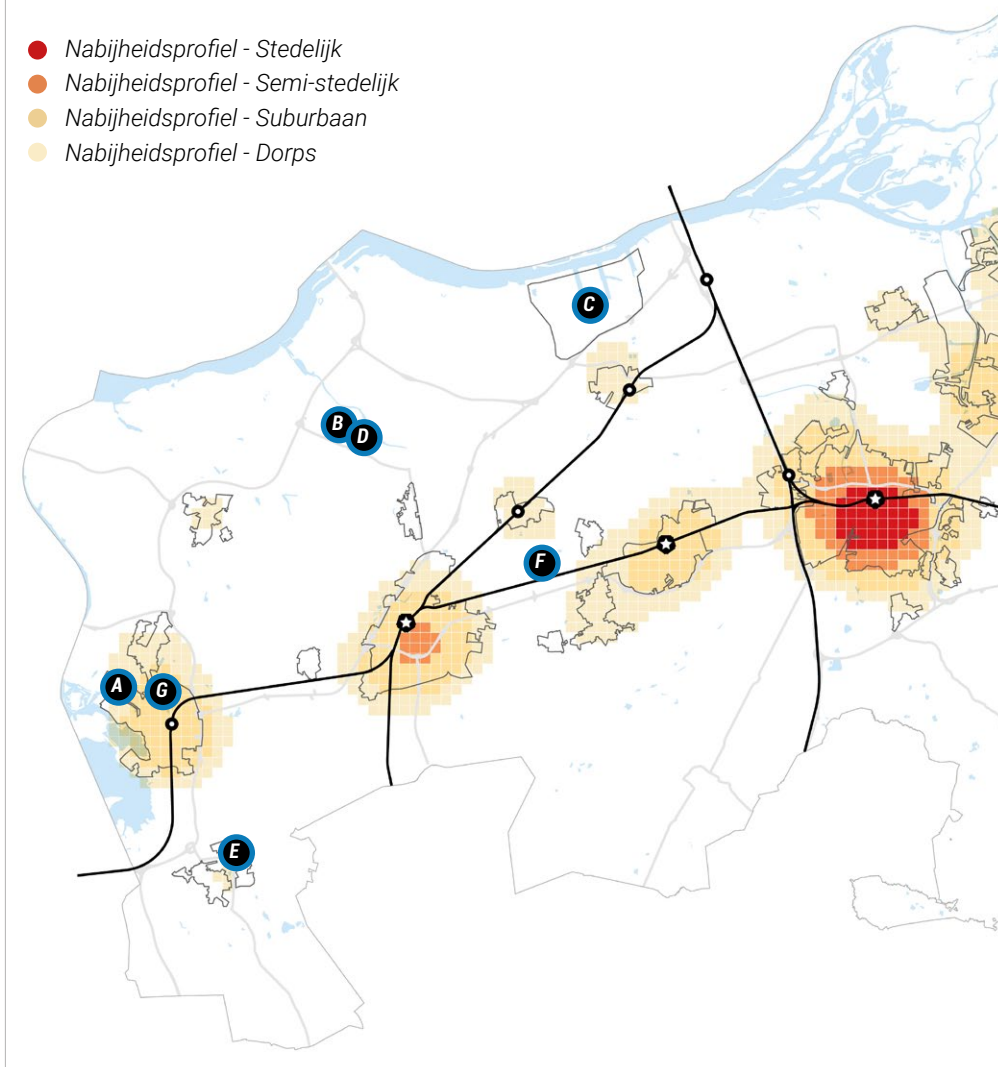 Nabijheidsprofiel - Stedelijk
Nabijheidsprofiel - Semi-stedelijk
Nabijheidsprofiel - Suburbaan
Nabijheidsprofiel - Dorps
C
B
D
F
A
G
E